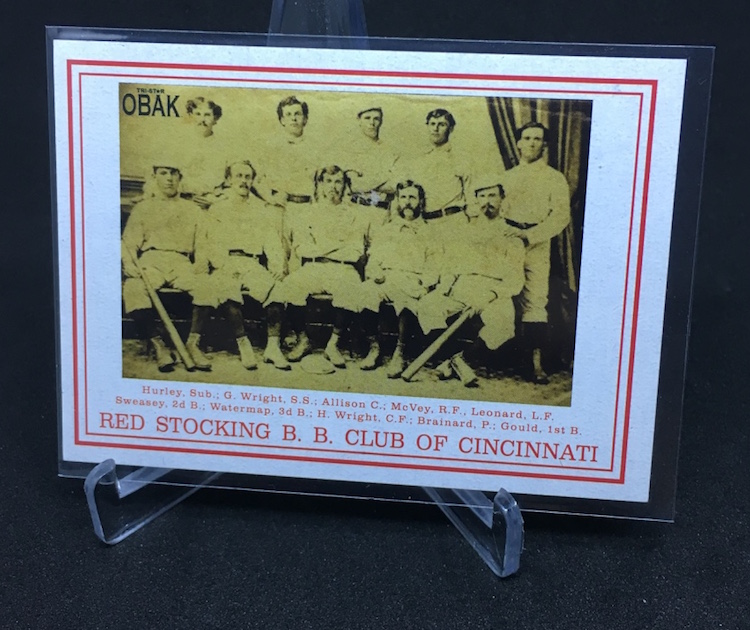 TRI-STAR
OBAK
Hurley, Sub.; G. Wright, S.S.; Allison C.; McVey, R.F., Leonard, L.F.
Sweasey, 2d B.; Watermap, 3d B.; H. Wright, C.F.; Brainard, P.; Gould, 1st B.
RED STOCKING B. B. CLUB OF CINCINNATI